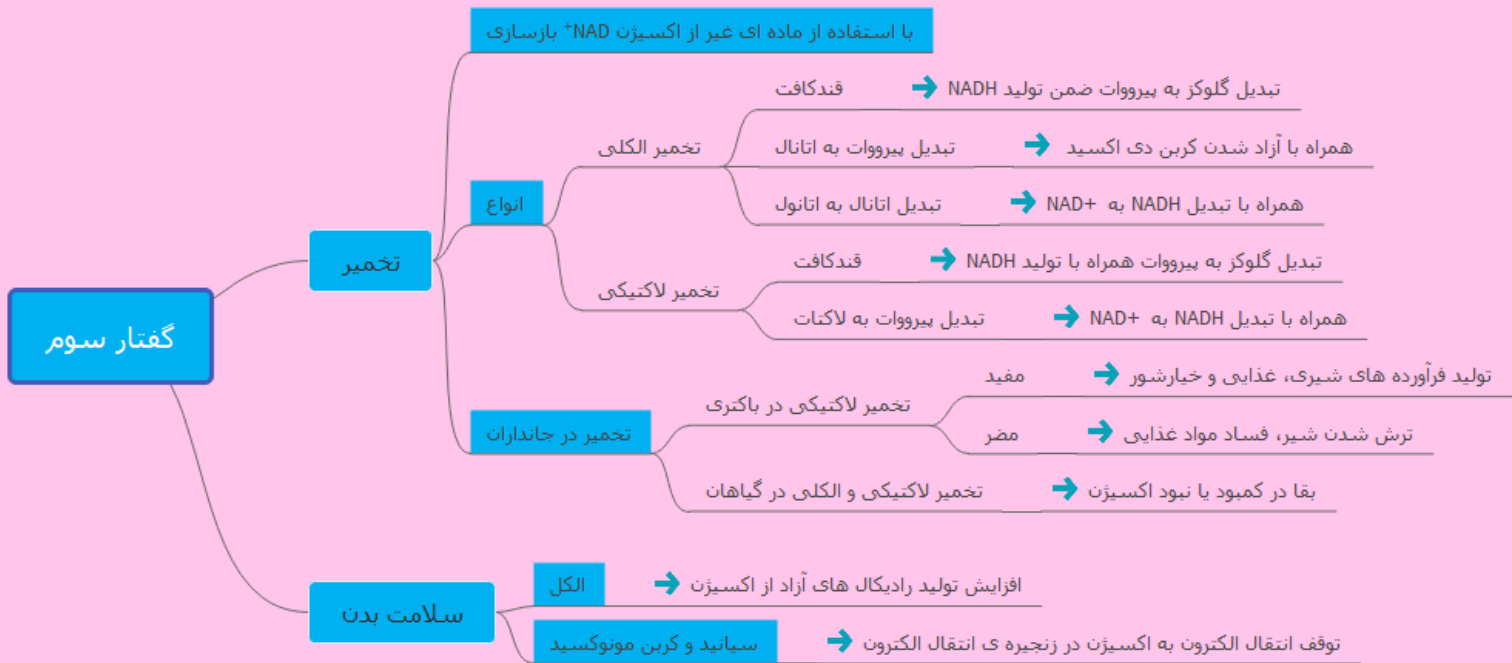 گفتار سوم
تخمیر
با استفاده از ماده ای غیر از اکسیژن NAD⁺ بازسازی
انواع
تخمیر الکلی
قندکافت
تبدیل گلوکز به پیرووات ضمن تولید NADH
تبدیل پیرووات به اتانال
همراه با آزاد شدن کربن دی اکسید
تبدیل اتانال به اتانول
همراه با تبدیل NADH به NAD+
تخمیر لاکتیکی
قندکافت
تبدیل گلوکز به پیرووات همراه با تولید NADH
تبدیل پیرووات به لاکتات
همراه با تبدیل NADH به NAD+
تخمیر در جانداران
تخمیر لاکتیکی در باکتری
مفید
تولید فرآورده های شیری، غذایی و خیارشور
مضر
ترش شدن شیر، فساد مواد غذایی
تخمیر لاکتیکی و الکلی در گیاهان
بقا در کمبود یا نبود اکسیژن
سلامت بدن
الکل
افزایش تولید رادیکال های آزاد از اکسیژن
سیانید و کربن مونوکسید
توقف انتقال الکترون به اکسیژن در زنجیره ی انتقال الکترون